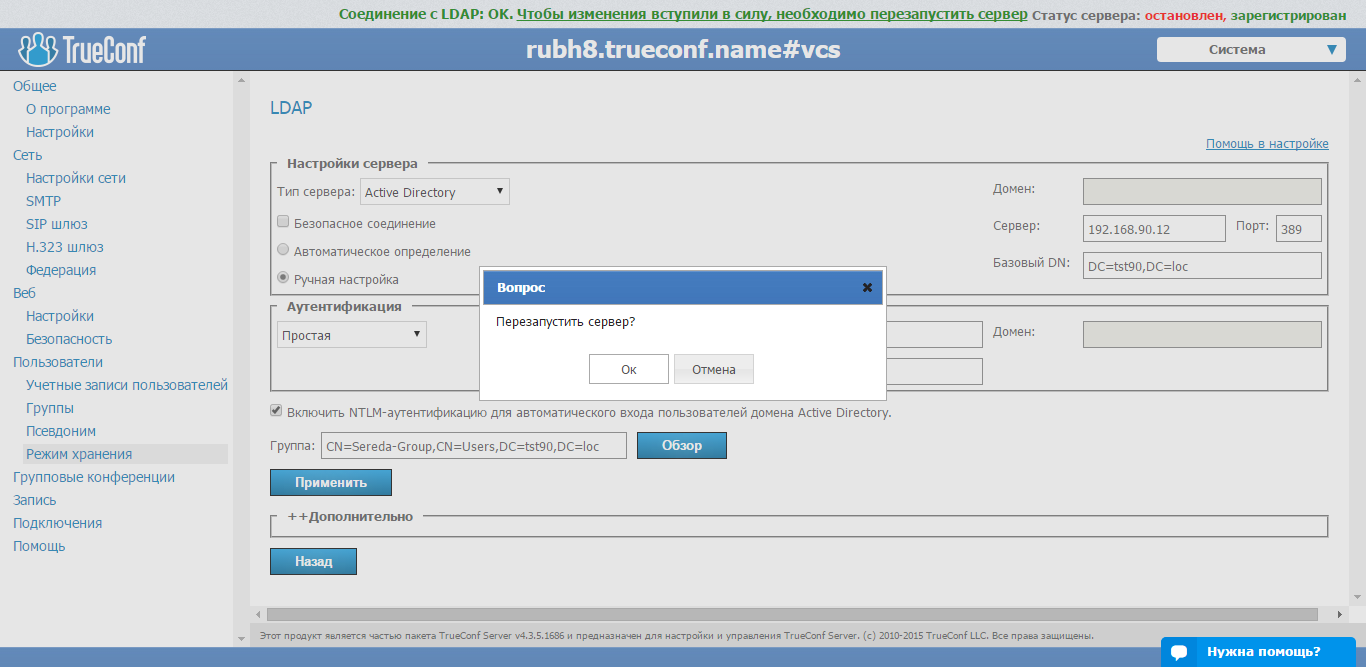 Соединение с LDAP: OK. Чтобы изменения вступили в силу, необходимо перезапустить сервер Статус сервера: остановлен, зарегистрирован
TrueConf
rubh8.trueconf.name#vcs
Система
Общее
О программе
Настройки
Сеть
Настройки сети
SMTP
SIP шлюз
H.323 шлюз
Федерация
Веб
Настройки
Безопасность
Пользователи
Учетные записи пользователей
Группы
Псевдоним
Режим хранения
Групповые конференции
Запись
Подключения
Помощь
LDAP
Помощь в настройке
Настройки сервера
Тип сервера: Active Directory
Домен:
Безопасное соединение
Сервер: 192.168.90.12 Порт: 389
Автоматическое определение
Базовый DN: DC=tst90,DC=loc
Ручная настройка
Вопрос
Перезапустить сервер?
Ок Отмена
Аутентификация
Простая
Домен:
Включить NTLM-аутентификацию для автоматического входа пользователей домена Active Directory.
Группа: CN=Sereda-Group,CN=Users,DC=tst90,DC=loc Обзор
Применить
++Дополнительно
Назад
Этот продукт является частью пакета TrueConf Server v4.3.5.1686 и предназначен для настройки и управления TrueConf Server. (c) 2010-2015 TrueConf LLC. Все права защищены.
Нужна помощь?